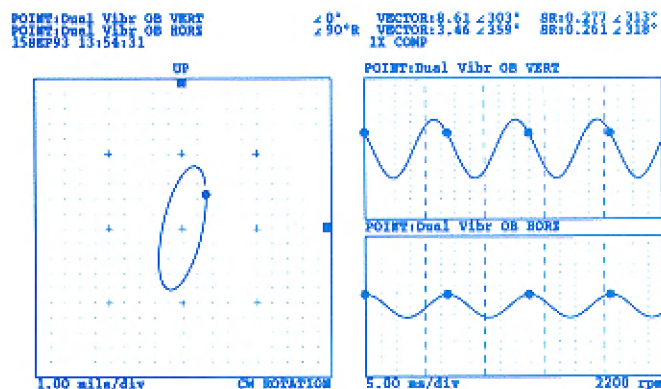 POINT:Dual Vibr OB VERT ∠0° VECTOR:8.61 ∠303° SR:0.277 ∠313°
POINT:Dual Vibr OB HORZ ∠90°R VECTOR:3.46 ∠359° SR:0.261 ∠318°
15SEP93 13:54:31 1X COMP
UP
POINT:Dual Vibr OB VERT
POINT:Dual Vibr OB HORZ
1.00 mils/div CW ROTATION
5.00 ms/div 2200 rpm